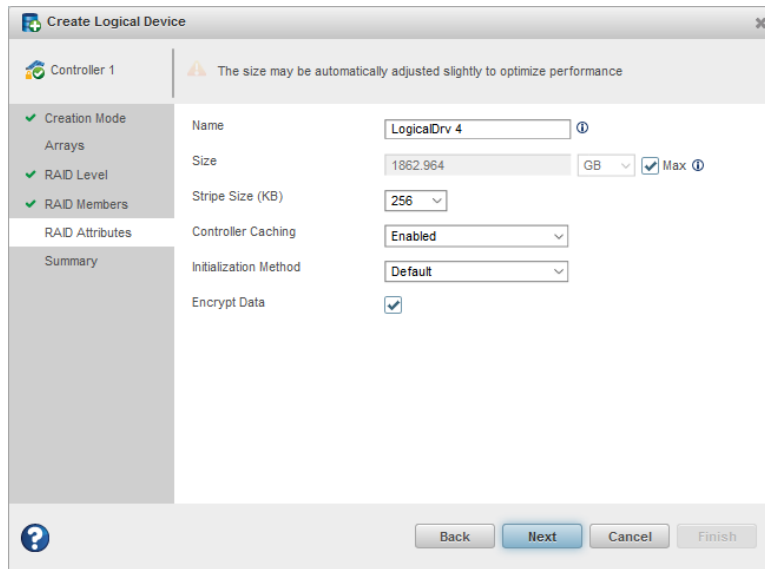 Create Logical Device
Controller 1
The size may be automatically adjusted slightly to optimize performance
Creation Mode
Arrays
RAID Level
RAID Members
RAID Attributes
Summary
Name LogicalDrv 4
Size 1862.964 GB Max
Stripe Size (KB) 256
Controller Caching Enabled
Initialization Method Default
Encrypt Data
Back Next Cancel Finish